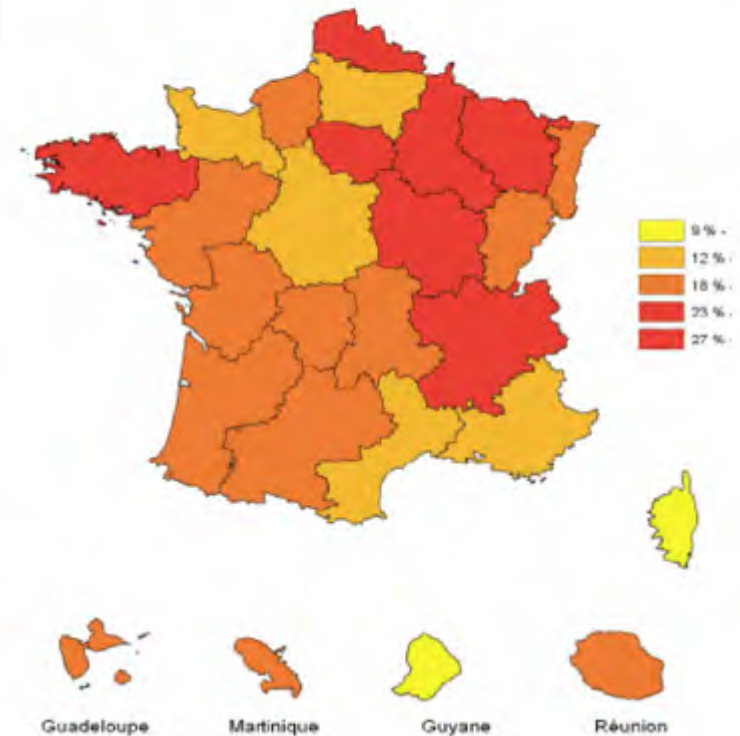 9 % -
12 % -
18 % -
23 % -
27 % -
Guadeloupe
Martinique
Guyane
Réunion